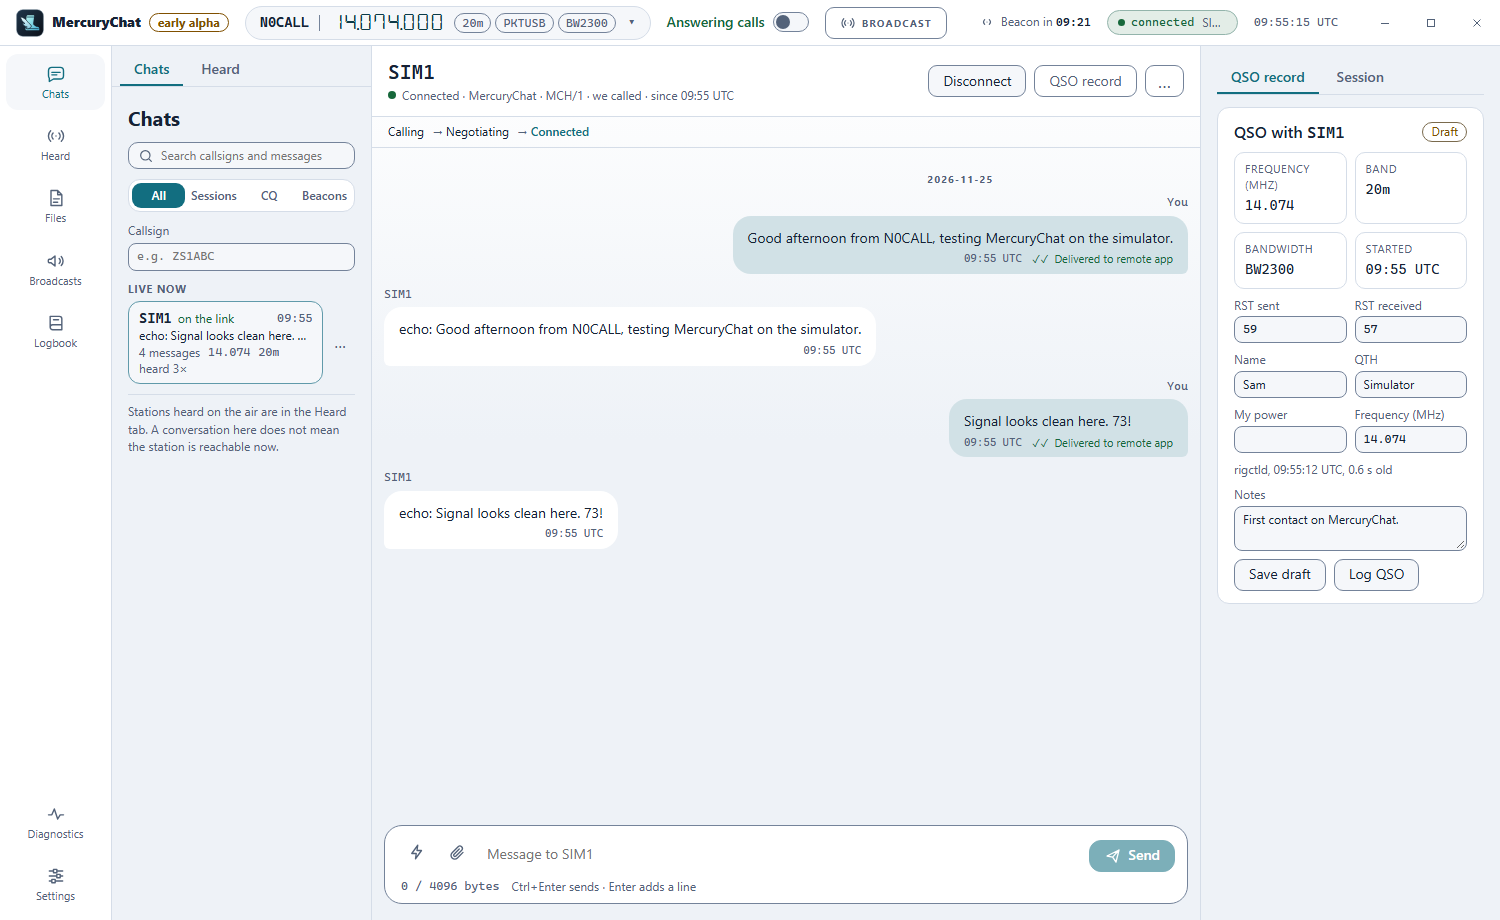 MercuryChat early alpha N0CALL 14.074.000 20m PKTUSB BW2300 ▾ Answering calls BROADCAST Beacon in 09:21 connected SI... 09:55:15 UTC
Chats
Heard
Files
Broadcasts
Logbook
Diagnostics
Settings
Chats Heard
Chats
Search callsigns and messages
All Sessions CQ Beacons
Callsign
e.g. ZS1ABC
LIVE NOW
SIM1 on the link 09:55
echo: Signal looks clean here. ...
4 messages 14.074 20m
heard 3×
...
Stations heard on the air are in the Heard
tab. A conversation here does not mean
the station is reachable now.
SIM1
Connected · MercuryChat · MCH/1 · we called · since 09:55 UTC
Disconnect QSO record ...
Calling → Negotiating → Connected
2026-11-25
You
Good afternoon from N0CALL, testing MercuryChat on the simulator.
09:55 UTC ✓✓ Delivered to remote app
SIM1
echo: Good afternoon from N0CALL, testing MercuryChat on the simulator.
09:55 UTC
You
Signal looks clean here. 73!
09:55 UTC ✓✓ Delivered to remote app
SIM1
echo: Signal looks clean here. 73!
09:55 UTC
Message to SIM1
Send
0 / 4096 bytes Ctrl+Enter sends · Enter adds a line
QSO record Session
QSO with SIM1 Draft
FREQUENCY
(MHZ)
14.074
BAND
20m
BANDWIDTH
BW2300
STARTED
09:55 UTC
RST sent RST received
59 57
Name QTH
Sam Simulator
My power Frequency (MHz)
14.074
rigctld, 09:55:12 UTC, 0.6 s old
Notes
First contact on MercuryChat.
Save draft Log QSO